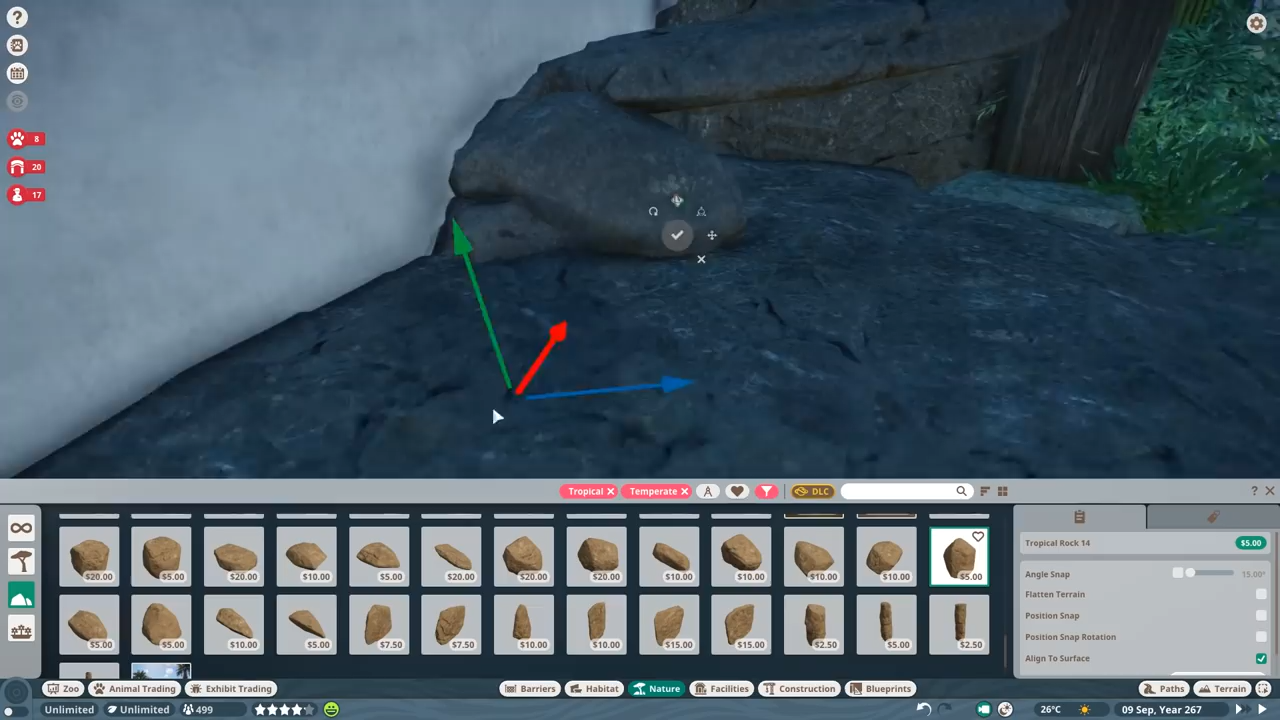 ?
8
20
17
Tropical × Temperate × DLC ? ×
$20.00 $5.00 $20.00 $10.00 $5.00 $20.00 $20.00 $20.00 $10.00 $10.00 $10.00 $10.00 $5.00
$5.00 $5.00 $10.00 $5.00 $7.50 $7.50 $10.00 $10.00 $15.00 $15.00 $2.50 $5.00 $2.50
Tropical Rock 14 $5.00
Angle Snap 15.00°
Flatten Terrain
Position Snap
Position Snap Rotation
Align To Surface
Zoo Animal Trading Exhibit Trading Barriers Habitat Nature Facilities Construction Blueprints Paths Terrain
Unlimited Unlimited 499 26°C 09 Sep, Year 267